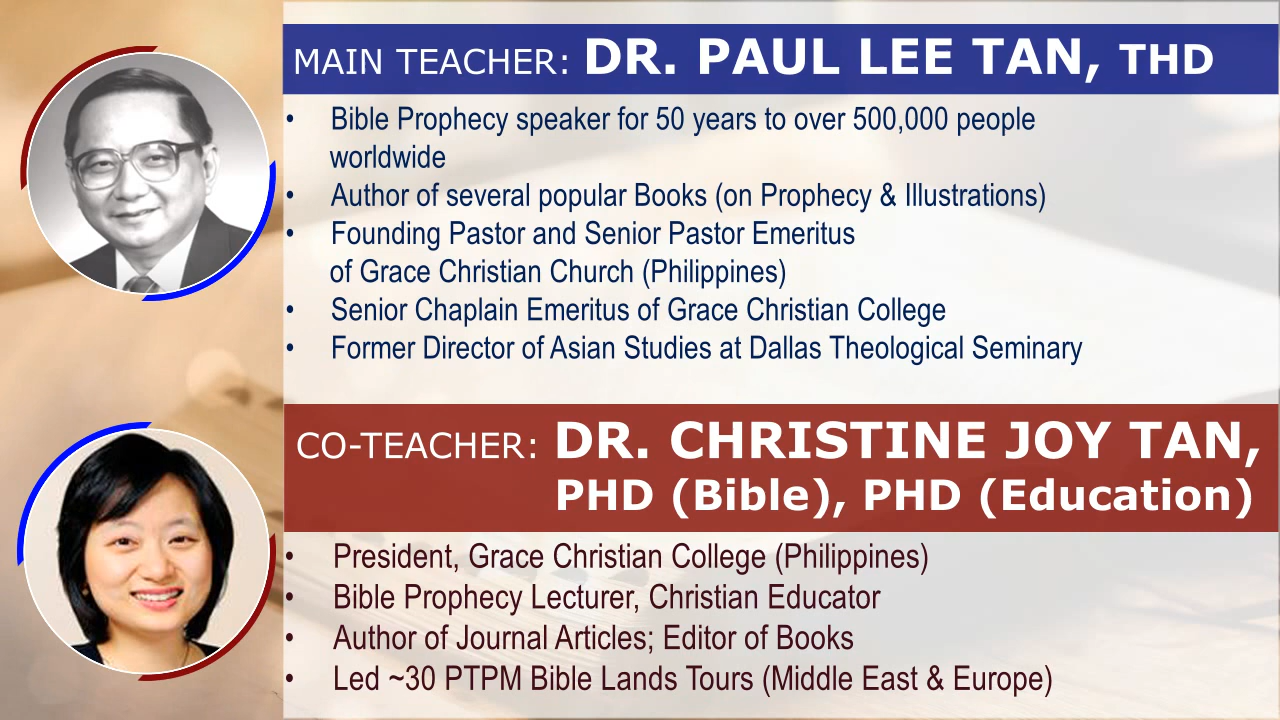 MAIN TEACHER: DR. PAUL LEE TAN, THD
• Bible Prophecy speaker for 50 years to over 500,000 people
worldwide
• Author of several popular Books (on Prophecy & Illustrations)
• Founding Pastor and Senior Pastor Emeritus
of Grace Christian Church (Philippines)
• Senior Chaplain Emeritus of Grace Christian College
• Former Director of Asian Studies at Dallas Theological Seminary
CO-TEACHER: DR. CHRISTINE JOY TAN,
PHD (Bible), PHD (Education)
• President, Grace Christian College (Philippines)
• Bible Prophecy Lecturer, Christian Educator
• Author of Journal Articles; Editor of Books
• Led ~30 PTPM Bible Lands Tours (Middle East & Europe)